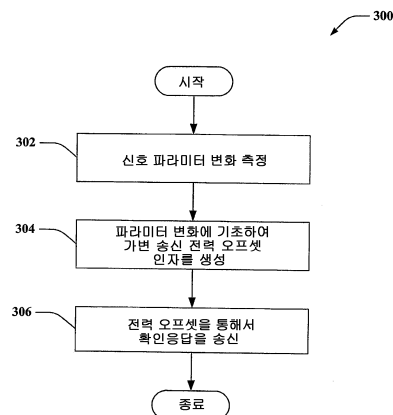 300
시작
302
신호 파라미터 변화 측정
304
파라미터 변화에 기초하여
가변 송신 전력 오프셋
인자를 생성
306
전력 오프셋을 통해서
확인응답을 송신
종료